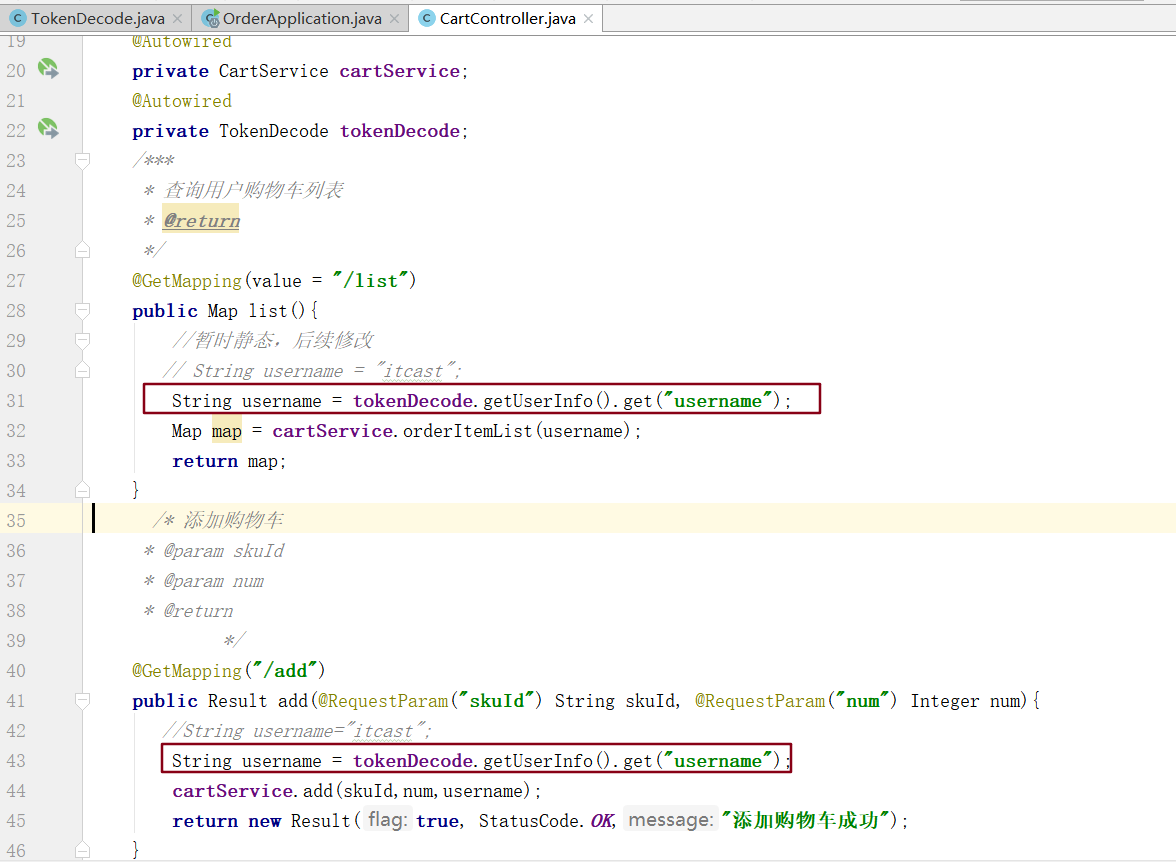 TokenDecode.java × OrderApplication.java × CartController.java ×
19 @Autowired
20 private CartService cartService;
21 @Autowired
22 private TokenDecode tokenDecode;
23 /***
24 * 查询用户购物车列表
25 * @return
26 */
27 @GetMapping(value = "/list")
28 public Map list(){
29 //暂时静态，后续修改
30 // String username = "itcast";
31 String username = tokenDecode.getUserInfo().get("username");
32 Map map = cartService.orderItemList(username);
33 return map;
34 }
35 /* 添加购物车
36 * @param skuId
37 * @param num
38 * @return
39 */
40 @GetMapping("/add")
41 public Result add(@RequestParam("skuId") String skuId, @RequestParam("num") Integer num){
42 //String username="itcast";
43 String username = tokenDecode.getUserInfo().get("username");
44 cartService.add(skuId,num,username);
45 return new Result( flag: true, StatusCode.OK, message: "添加购物车成功");
46 }